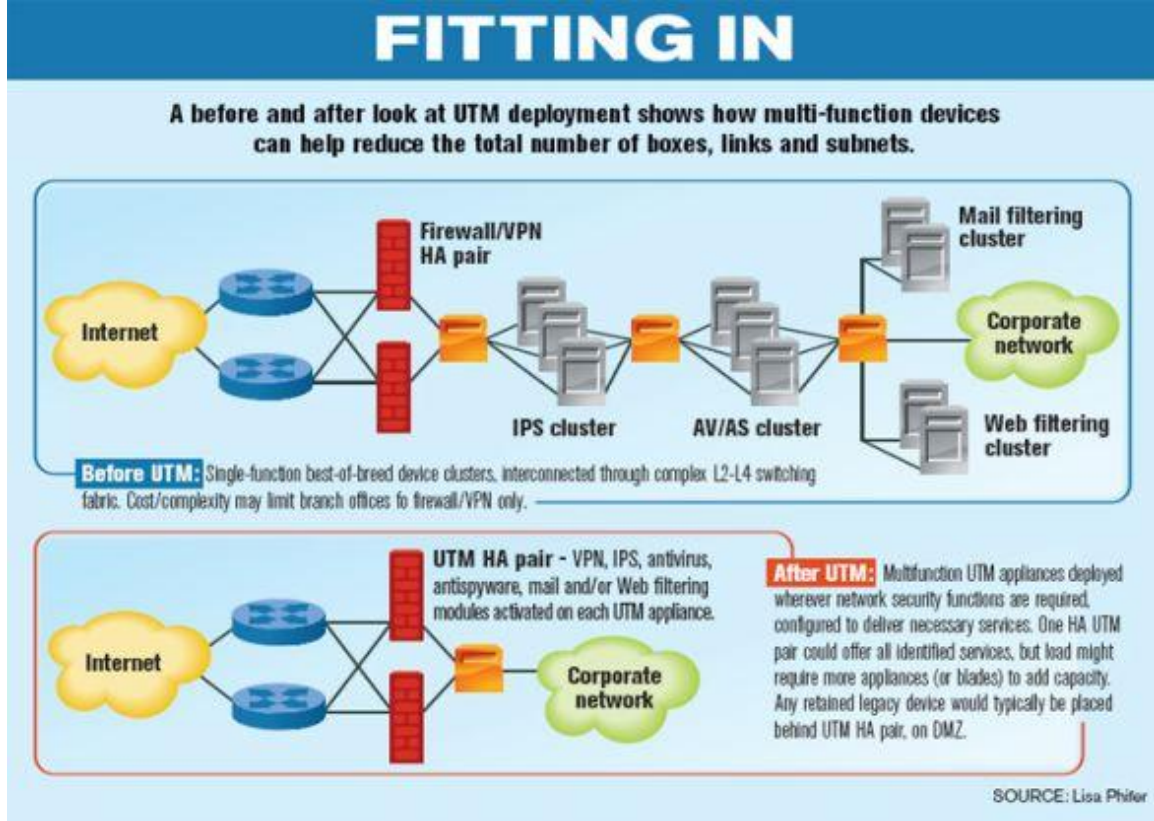 FITTING IN
A before and after look at UTM deployment shows how multi-function devices
can help reduce the total number of boxes, links and subnets.
Firewall/VPN
HA pair
Mail filtering
cluster
Internet
Corporate
network
IPS cluster
AV/AS cluster
Web filtering
cluster
Before UTM: Single-function best-of-breed device clusters, interconnected through complex L2-L4 switching
fabric. Cost/complexity may limit branch offices fo firewall/VPN only.
UTM HA pair - VPN, IPS, antivirus,
antispyware, mail and/or Web filtering
modules activated on each UTM appliance.
Internet
Corporate
network
After UTM: Multifunction UTM appliances deployed
wherever network security functions are required,
configured to deliver necessary services. One HA UTM
pair could offer all identified services, but load might
require more appliances (or blades) to add capacity.
Any retained legacy device would typically be placed
behind UTM HA pair, on DMZ.
SOURCE: Lisa Phifer